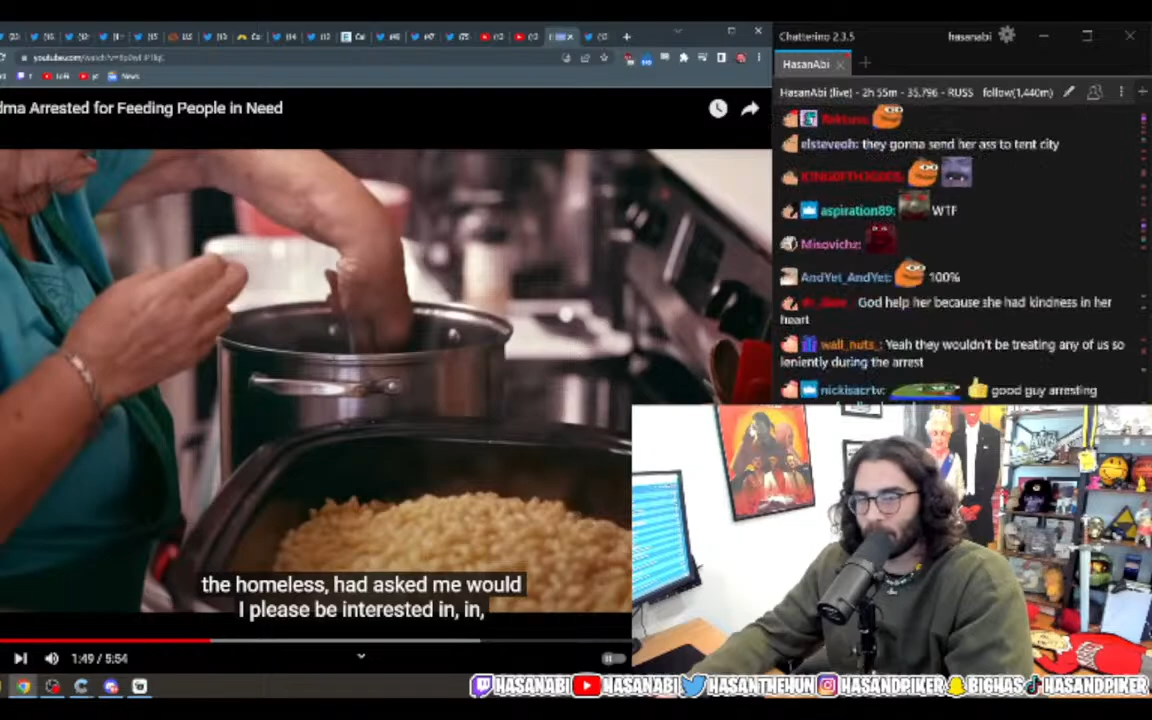 youtube.com/watch?v=
News
dma Arrested for Feeding People in Need
the homeless, had asked me would
I please be interested in, in,
1:49 / 5:54
Chatterino 2.3.5
hasanabi
HasanAbi
HasanAbi (live) - 2h 55m - 35,796 - RUSS follow(1,440m)
elsteveoh: they gonna send her ass to tent city
aspiration89: WTF
Misovichz:
AndYet_AndYet: 100%
God help her because she had kindness in her
heart
wall_nuts_: Yeah they wouldn't be treating any of us so
leniently during the arrest
nickisacrtv: good guy arresting
HASANABI HASANABI HASANTHEHUN HASANDPIKER BIGHAS HASANDPIKER